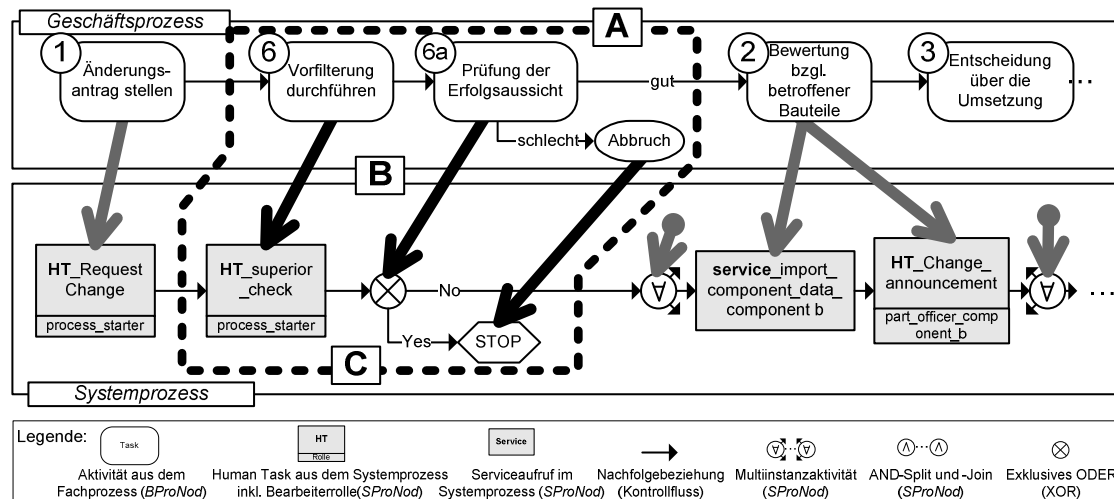 Geschäftsprozess
A
1
Änderungs-
antrag stellen
6
Vorfilterung
durchführen
6a
Prüfung der
Erfolgsaussicht
gut
schlecht
Abbruch
2
Bewertung
bzgl.
betroffener
Bauteile
3
Entscheidung
über die
Umsetzung
...
B
HT_Request
Change
process_starter
HT_superior
_check
process_starter
No
Yes
STOP
∀
service_import_
component_data_
component b
HT_Change_
announcement
part_officer_comp
onent_b
∀
...
C
Systemprozess
Legende:
Task
Aktivität aus dem
Fachprozess (BProNod)
HT
Rolle
Human Task aus dem Systemprozess
inkl. Bearbeiterrolle(SProNod)
Service
Serviceaufruf im
Systemprozess (SProNod)
Nachfolgebeziehung
(Kontrollfluss)
∀...∀
Multiinstanzaktivität
(SProNod)
Λ...Λ
AND-Split und -Join
(SProNod)
Exklusives ODER
(XOR)